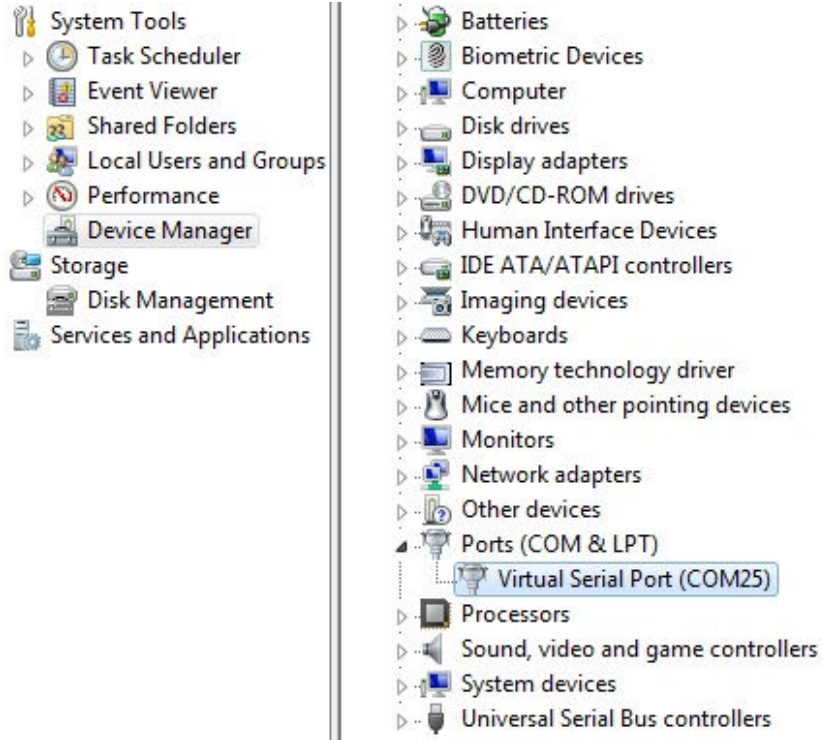 System Tools
Task Scheduler
Event Viewer
Shared Folders
Local Users and Groups
Performance
Device Manager
Storage
Disk Management
Services and Applications
Batteries
Biometric Devices
Computer
Disk drives
Display adapters
DVD/CD-ROM drives
Human Interface Devices
IDE ATA/ATAPI controllers
Imaging devices
Keyboards
Memory technology driver
Mice and other pointing devices
Monitors
Network adapters
Other devices
Ports (COM & LPT)
Virtual Serial Port (COM25)
Processors
Sound, video and game controllers
System devices
Universal Serial Bus controllers